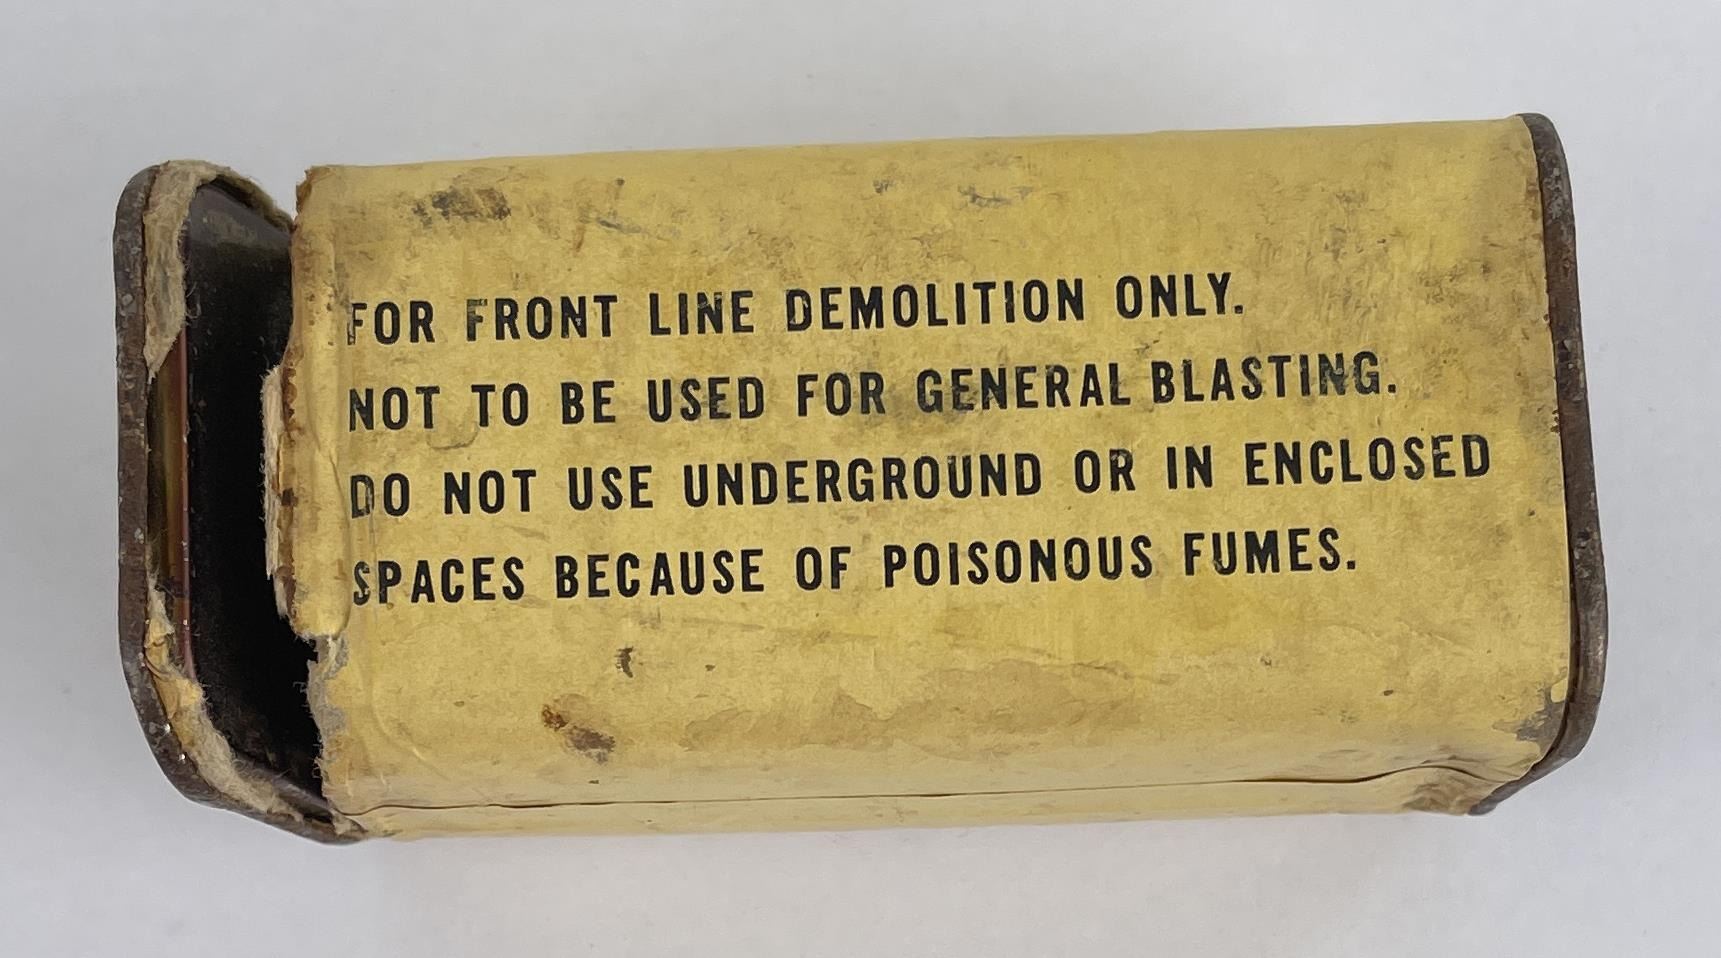 FOR FRONT LINE DEMOLITION ONLY.
NOT TO BE USED FOR GENERAL BLASTING.
DO NOT USE UNDERGROUND OR IN ENCLOSED
SPACES BECAUSE OF POISONOUS FUMES.